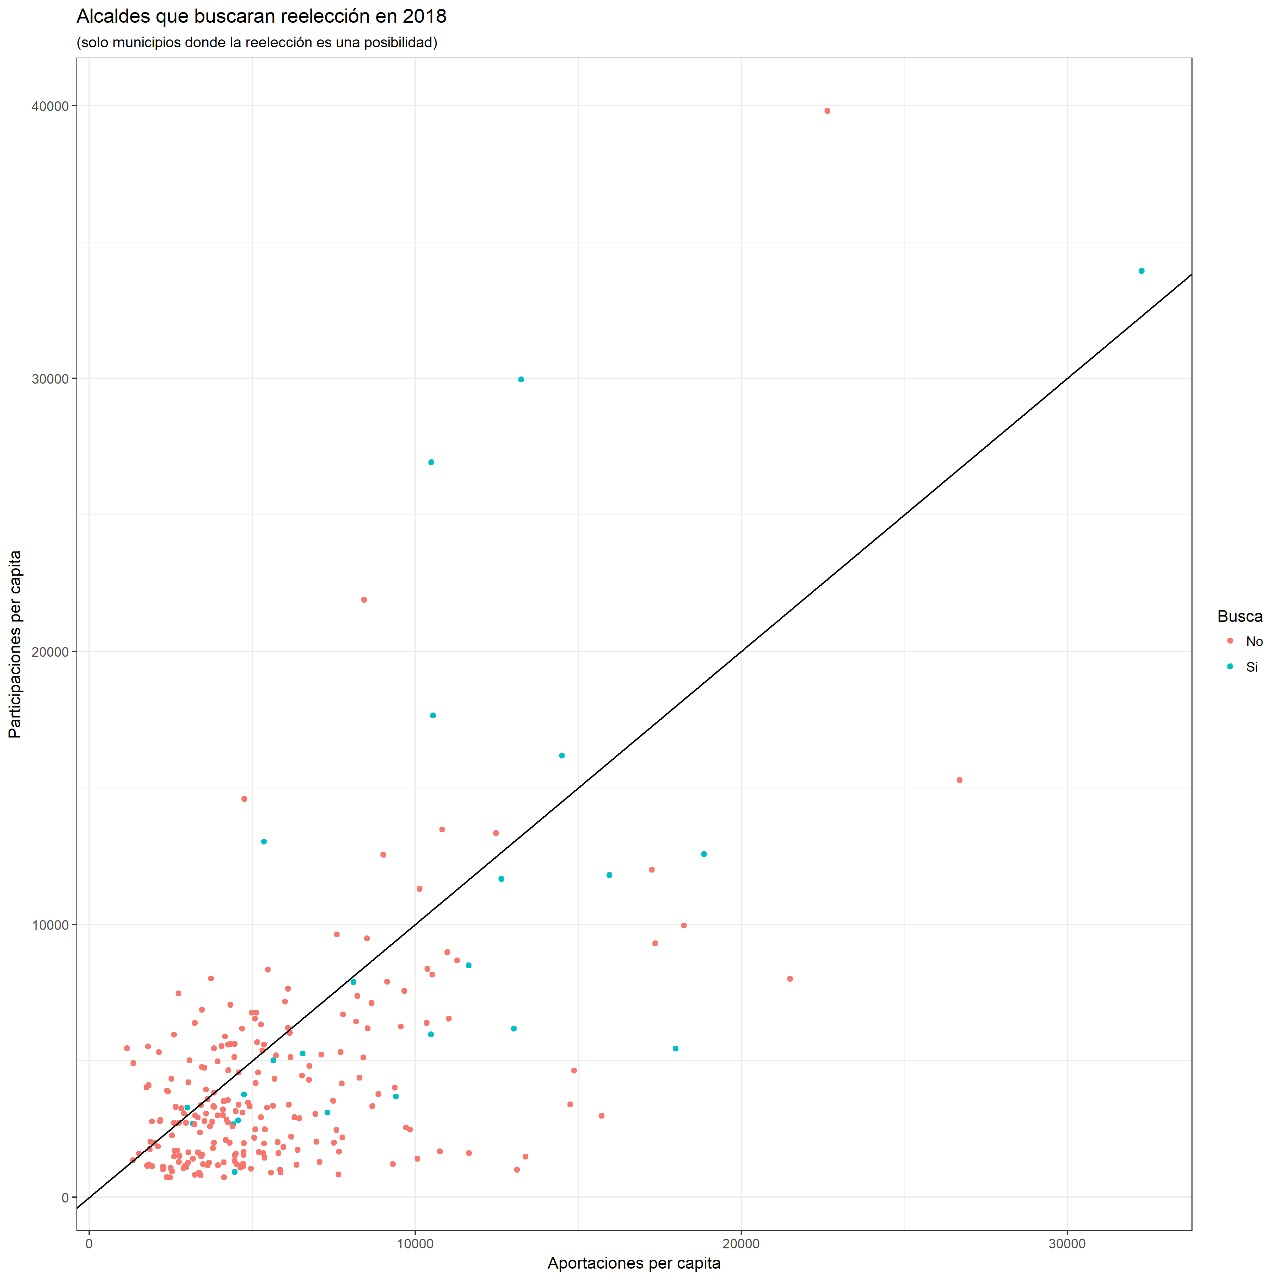 Alcaldes que buscaran reelección en 2018
(solo municipios donde la reelección es una posibilidad)
40000
30000
20000
10000
0
Participaciones per capita
0 10000 20000 30000
Aportaciones per capita
Busca
No
Si